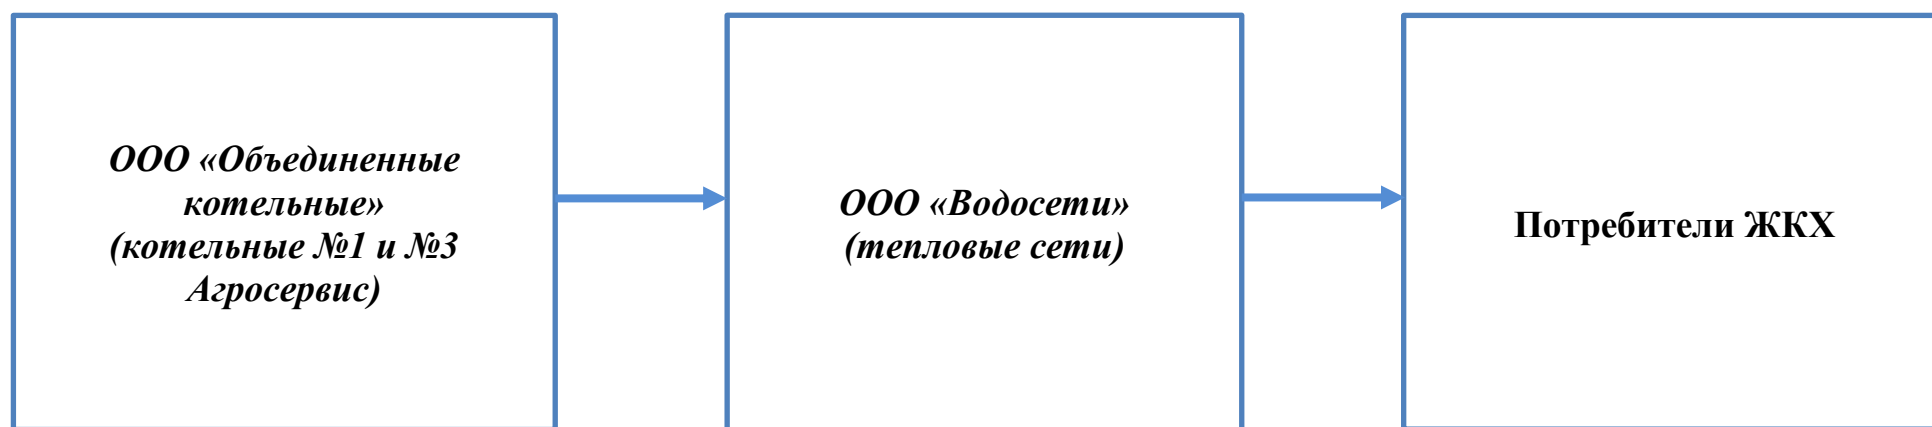 ООО «Объединенные
котельные»
(котельные №1 и №3
Агросервис)
ООО «Водосети»
(тепловые сети)
Потребители ЖКХ